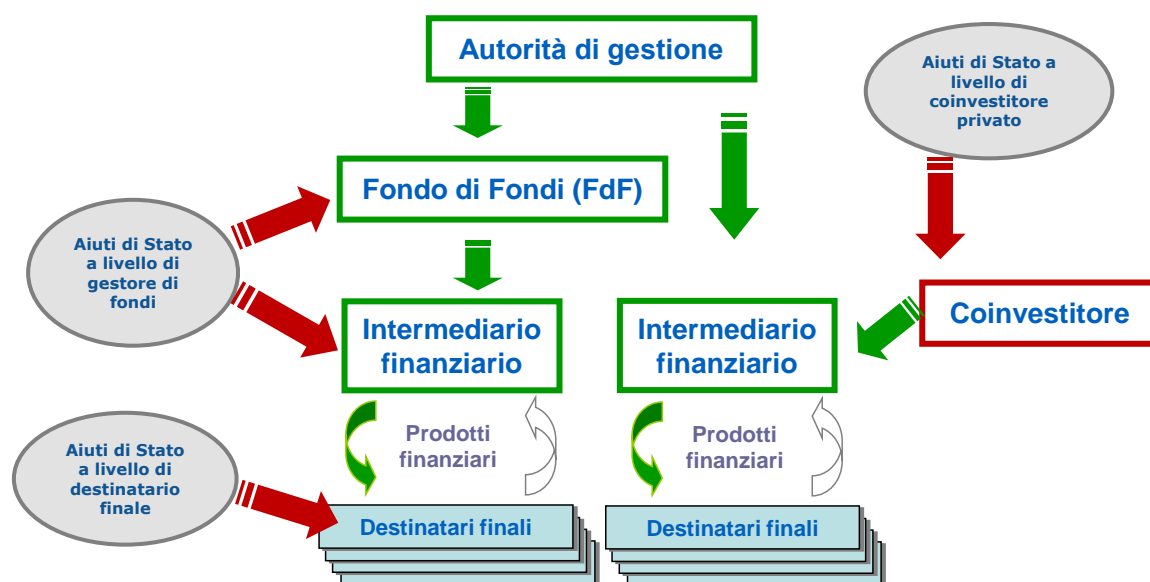 Autorità di gestione
Aiuti di Stato a
livello di
coinvestitore
privato
Fondo di Fondi (FdF)
Aiuti di Stato
a livello di
gestore di
fondi
Intermediario
finanziario
Intermediario
finanziario
Coinvestitore
Prodotti
finanziari
Prodotti
finanziari
Aiuti di Stato
a livello di
destinatario
finale
Destinatari finali
Destinatari finali